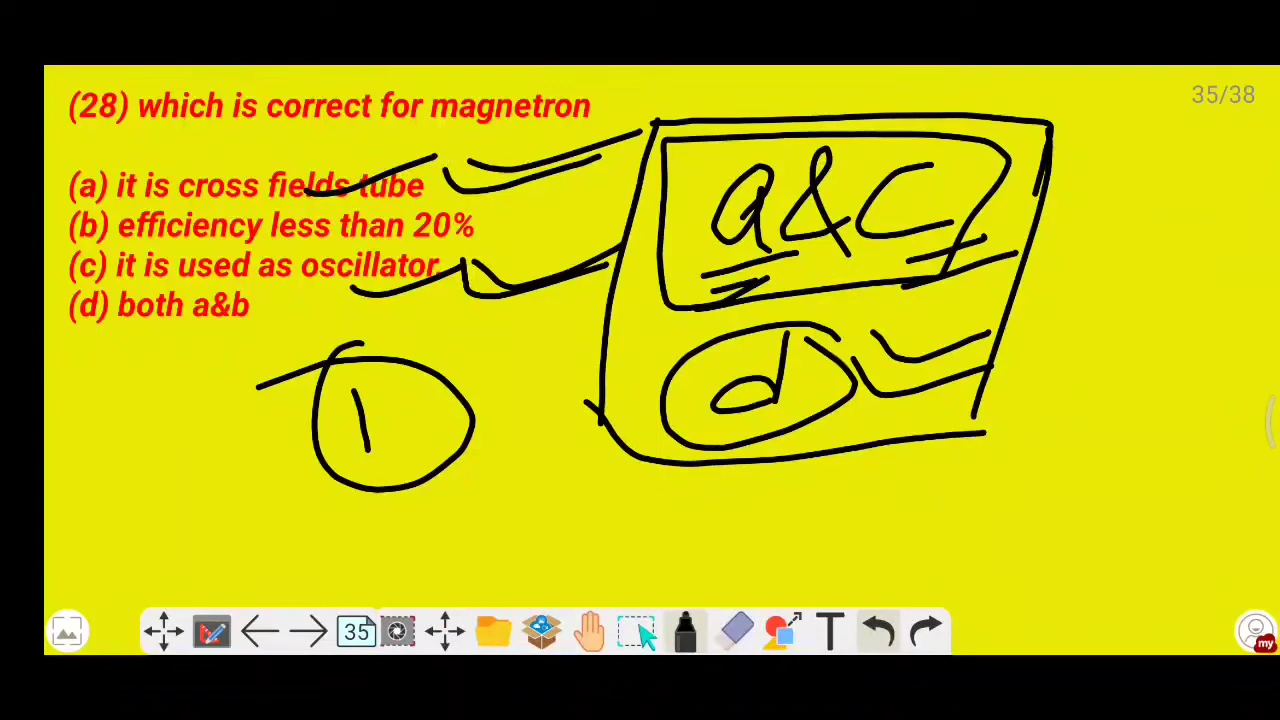 35/38
(28) which is correct for magnetron
(a) it is cross fields tube
(b) efficiency less than 20%
(c) it is used as oscillator
(d) both a&b
a&C
d
1
35
T
my